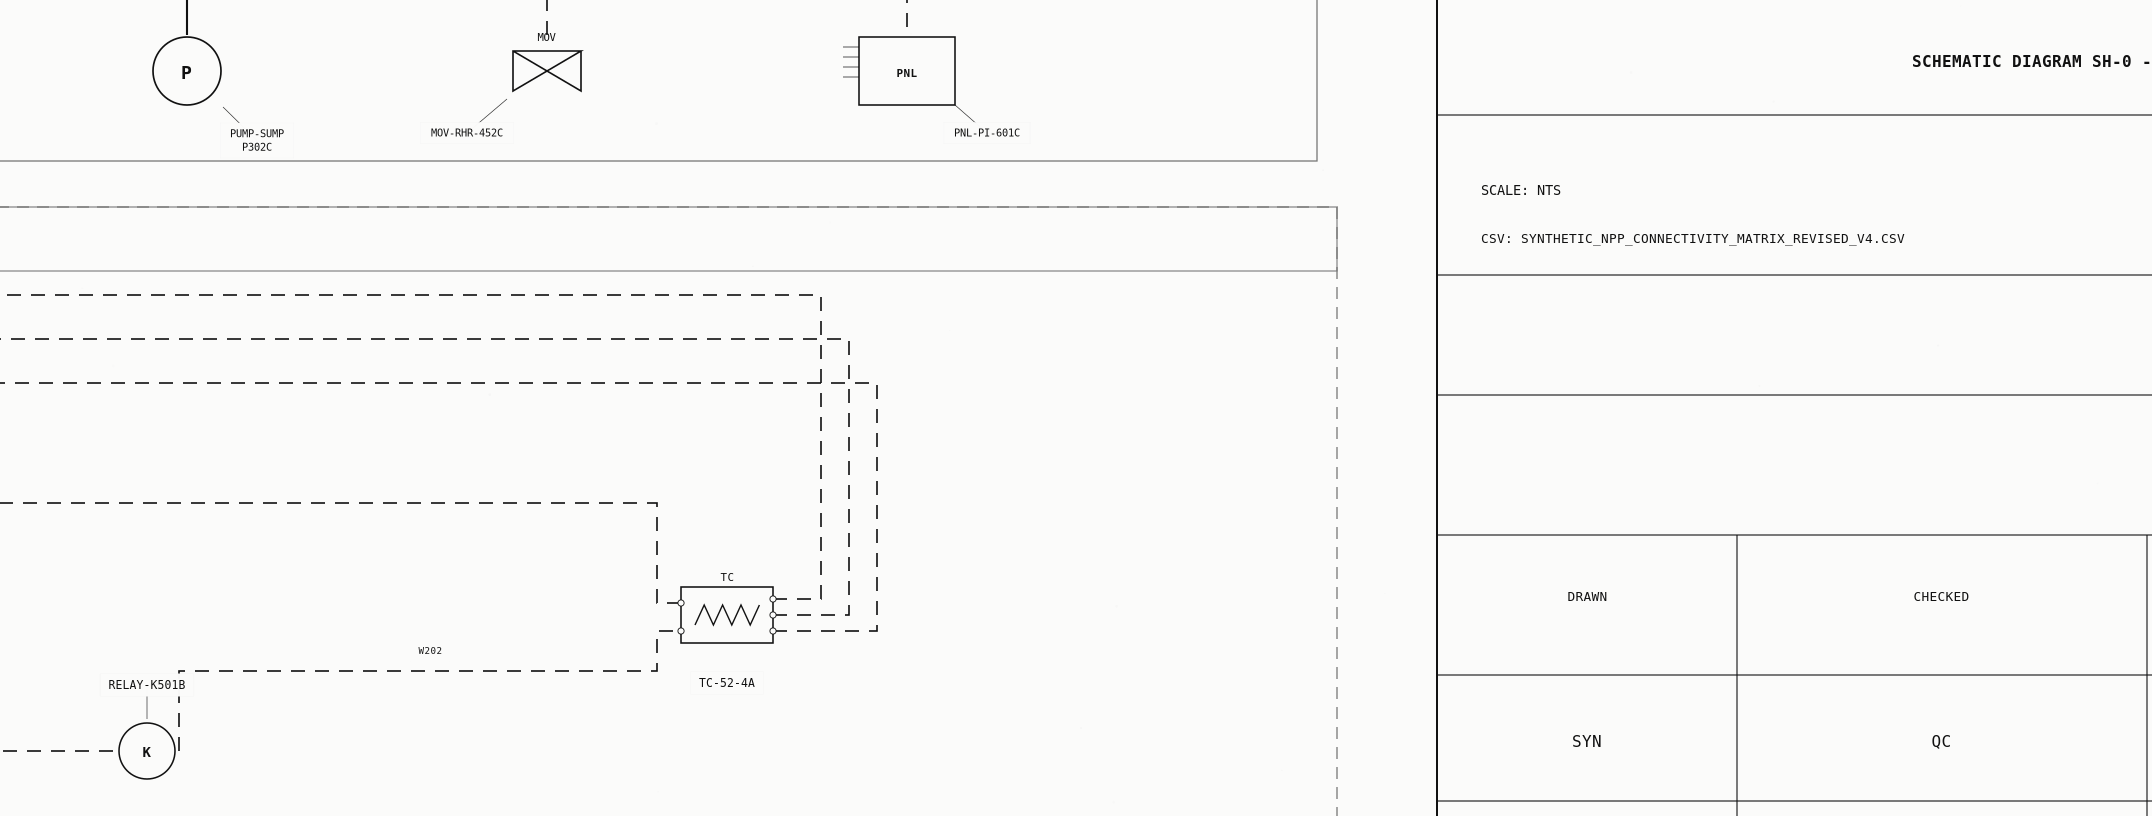 MOV
P
PNL
PUMP-SUMP
P302C
MOV-RHR-452C
PNL-PI-601C
TC
W202
RELAY-K501B
TC-52-4A
K
SCHEMATIC DIAGRAM SH-0 -
SCALE: NTS
CSV: SYNTHETIC_NPP_CONNECTIVITY_MATRIX_REVISED_V4.CSV
DRAWN
CHECKED
SYN
QC